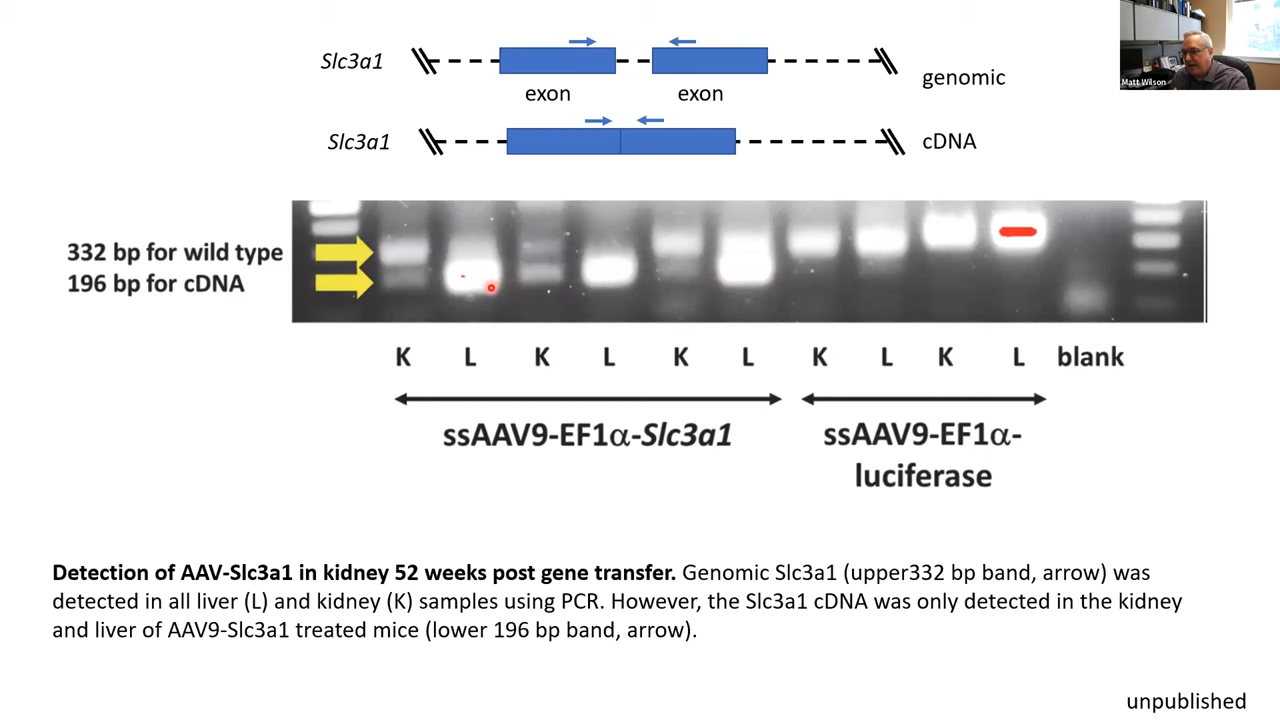 Slc3a1
genomic
Matt Wilson
exon
exon
Slc3a1
cDNA
332 bp for wild type
196 bp for cDNA
K L K L K L K L K L blank
ssAAV9-EF1α-Slc3a1
ssAAV9-EF1α-
luciferase
Detection of AAV-Slc3a1 in kidney 52 weeks post gene transfer. Genomic Slc3a1 (upper332 bp band, arrow) was
detected in all liver (L) and kidney (K) samples using PCR. However, the Slc3a1 cDNA was only detected in the kidney
and liver of AAV9-Slc3a1 treated mice (lower 196 bp band, arrow).
unpublished